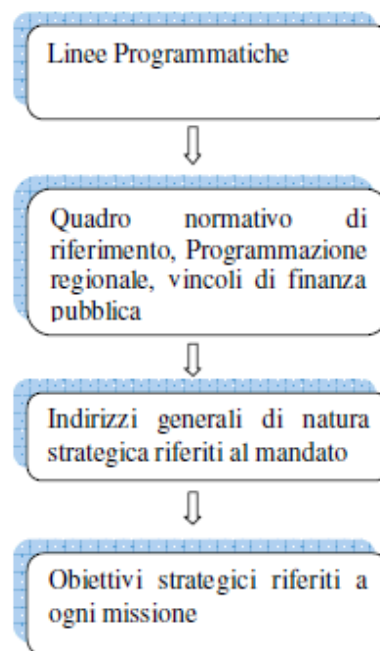 Linee Programmatiche
Quadro normativo di
riferimento, Programmazione
regionale, vincoli di finanza
pubblica
Indirizzi generali di natura
strategica riferiti al mandato
Obiettivi strategici riferiti a
ogni missione